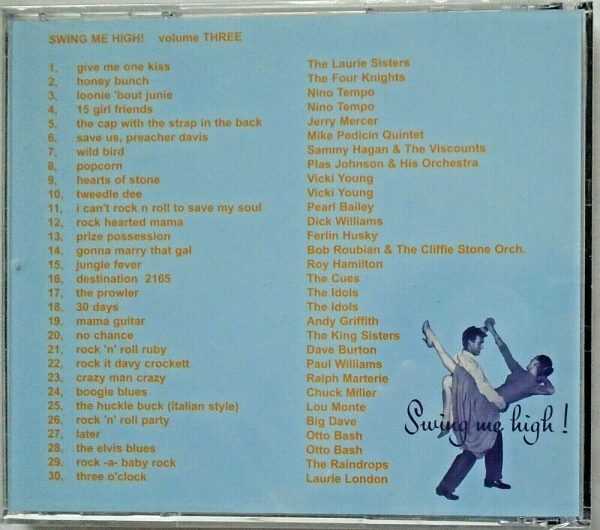 SWING ME HIGH! volume THREE
1, give me one kiss The Laurie Sisters
2, honey bunch The Four Knights
3, loonie 'bout junie Nino Tempo
4, 15 girl friends Nino Tempo
5, the cap with the strap in the back Jerry Mercer
6, save us, preacher davis Mike Pedicin Quintet
7, wild bird Sammy Hagan & The Viscounts
8, popcorn Plas Johnson & His Orchestra
9, hearts of stone Vicki Young
10, tweedle dee Vicki Young
11, i can't rock n roll to save my soul Pearl Bailey
12, rock hearted mama Dick Williams
13, prize possession Ferlin Husky
14, gonna marry that gal Bob Roubian & The Cliffie Stone Orch.
15, jungle fever Roy Hamilton
16, destination 2165 The Cues
17, the prowler The Idols
18, 30 days The Idols
19, mama guitar Andy Griffith
20, no chance The King Sisters
21, rock 'n' roll ruby Dave Burton
22, rock it davy crockett Paul Williams
23, crazy man crazy Ralph Marterie
24, boogie blues Chuck Miller
25, the huckle buck (italian style) Lou Monte
26, rock 'n' roll party Big Dave
27, later Otto Bash
28, the elvis blues Otto Bash
29, rock -a- baby rock The Raindrops
30, three o'clock Laurie London
Swing me high!